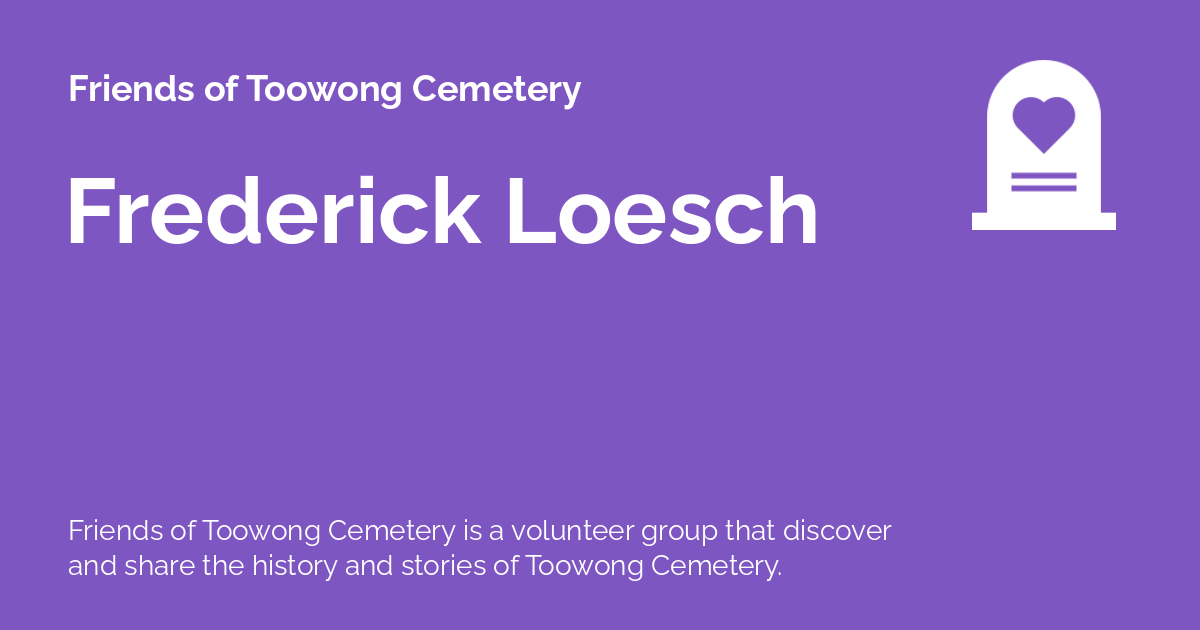 Friends of Toowong Cemetery
Frederick Loesch
Friends of Toowong Cemetery is a volunteer group that discover
and share the history and stories of Toowong Cemetery.